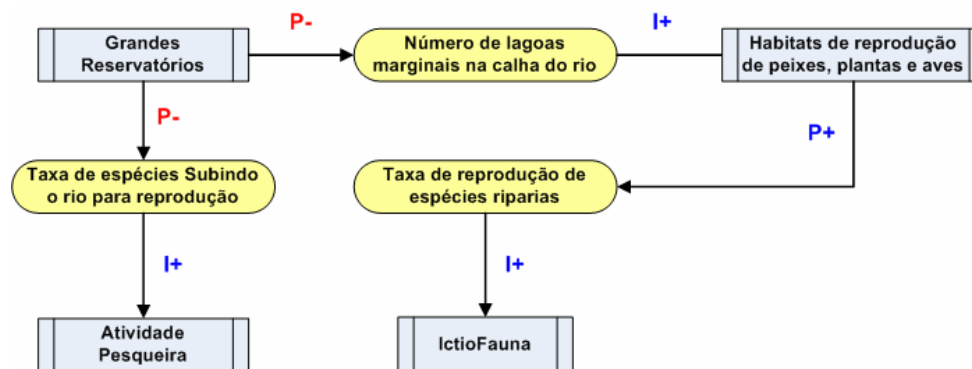 P-
I+
Grandes
Reservatórios
Número de lagoas
marginais na calha do rio
Habitats de reprodução
de peixes, plantas e aves
P-
P+
Taxa de espécies Subindo
o rio para reprodução
Taxa de reprodução de
espécies riparias
I+
I+
Atividade
Pesqueira
IctioFauna